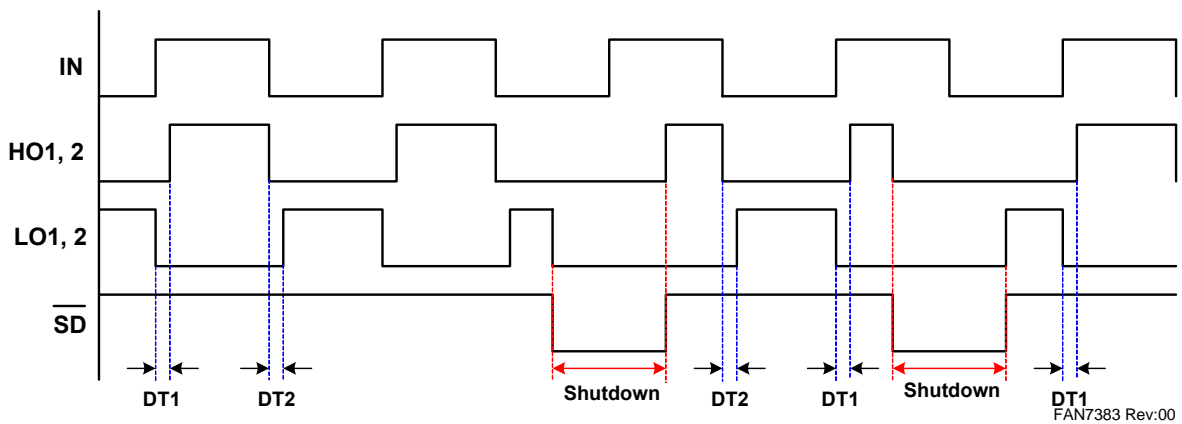 IN
HO1, 2
LO1, 2
SD
DT1 DT2 Shutdown DT2 DT1 Shutdown DT1
FAN7383 Rev:00